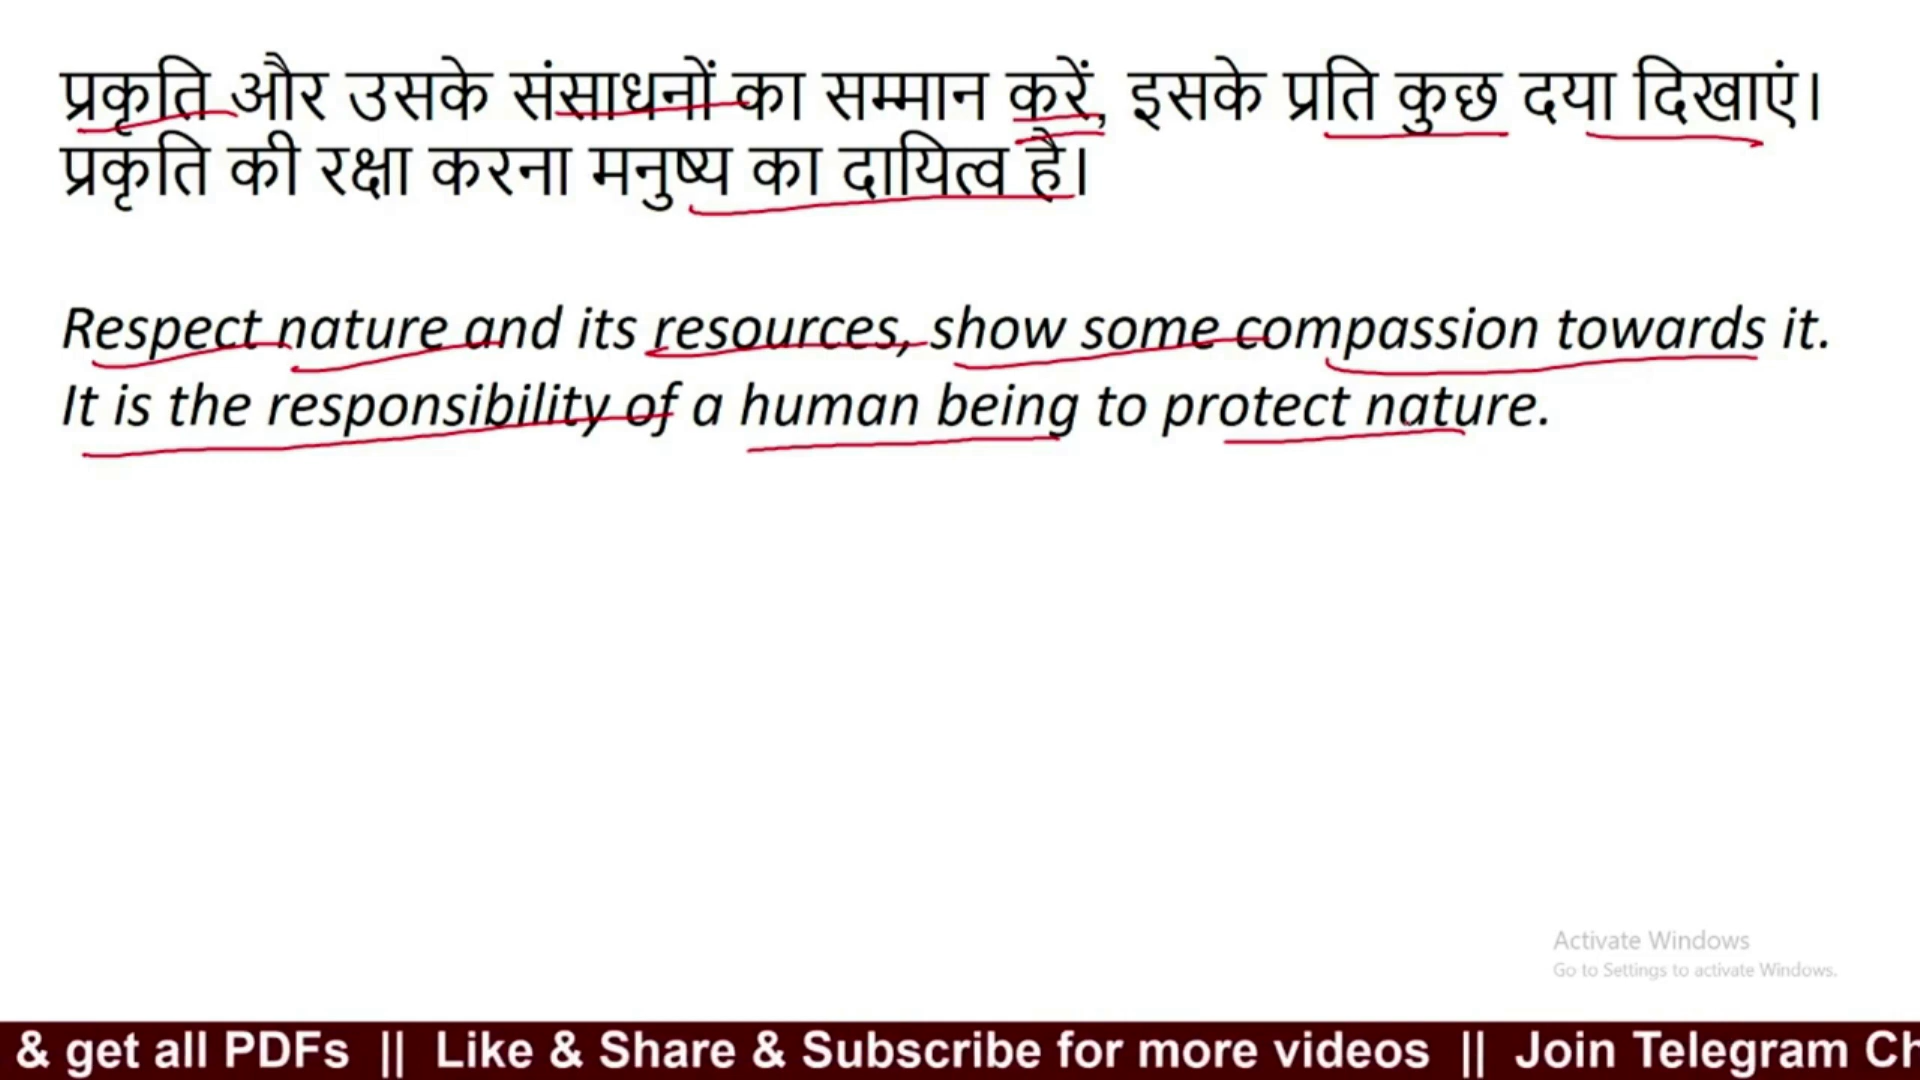 प्रकृति और उसके संसाधनों का सम्मान करें, इसके प्रति कुछ दया दिखाएं।
प्रकृति की रक्षा करना मनुष्य का दायित्व है।
Respect nature and its resources, show some compassion towards it.
It is the responsibility of a human being to protect nature.
Activate Windows
Go to Settings to activate Windows.
& get all PDFs || Like & Share & Subscribe for more videos || Join Telegram Ch